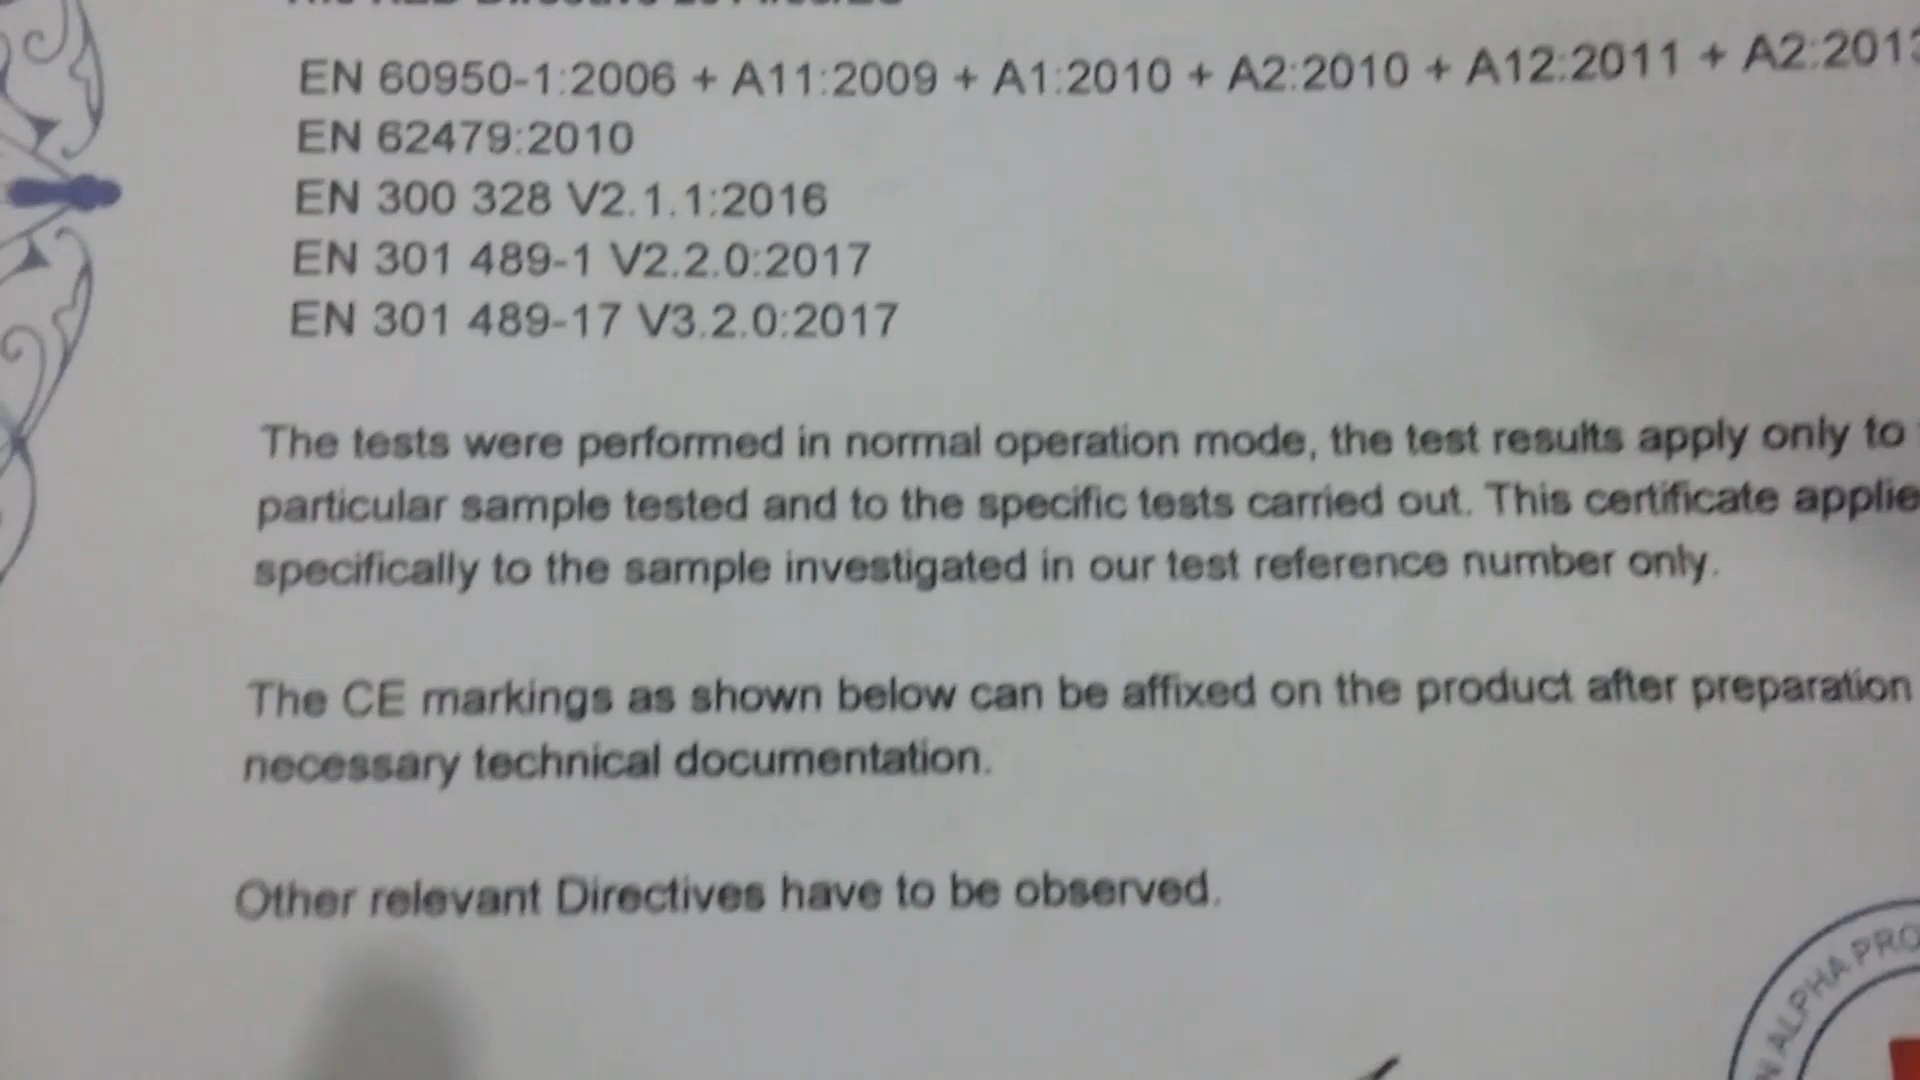 EN 60950-1:2006 + A11:2009 + A1:2010 + A2:2010 + A12:2011 + A2:2013
EN 62479:2010
EN 300 328 V2.1.1:2016
EN 301 489-1 V2.2.0:2017
EN 301 489-17 V3.2.0:2017
The tests were performed in normal operation mode, the test results apply only to
particular sample tested and to the specific tests carried out. This certificate applie
specifically to the sample investigated in our test reference number only.
The CE markings as shown below can be affixed on the product after preparation
necessary technical documentation.
Other relevant Directives have to be observed.
N ALPHA PRO